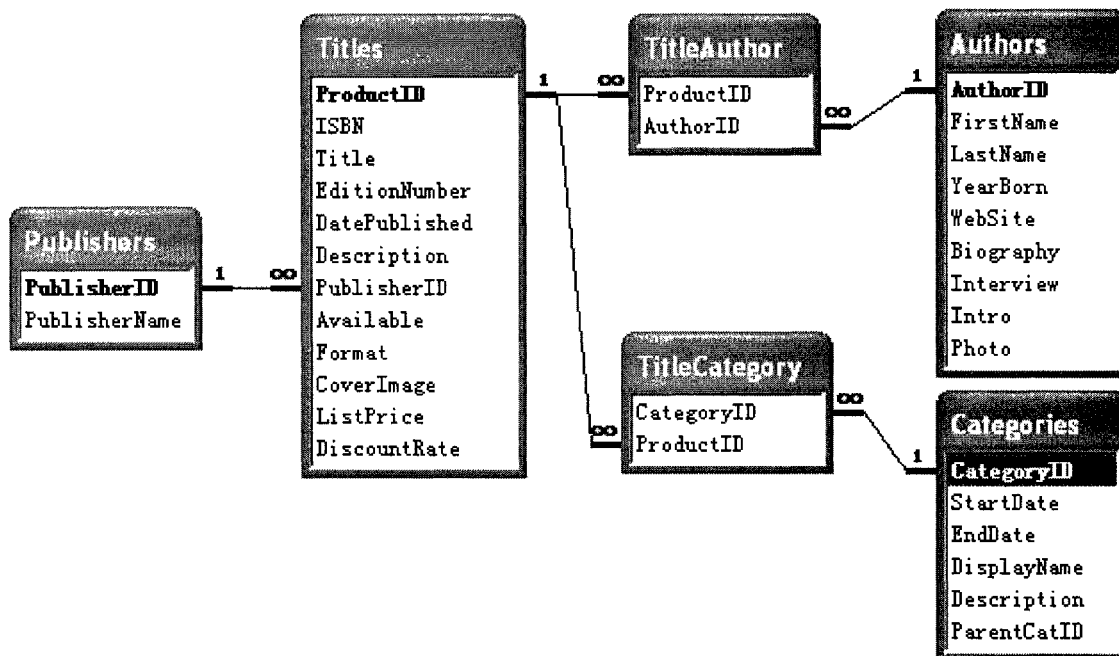 Publishers
PublisherID
PublisherName
1
∞
Titles
ProductID
ISBN
Title
EditionNumber
DatePublished
Description
PublisherID
Available
Format
CoverImage
ListPrice
DiscountRate
1
∞
∞
TitleAuthor
ProductID
AuthorID
∞
1
Authors
AuthorID
FirstName
LastName
YearBorn
WebSite
Biography
Interview
Intro
Photo
TitleCategory
CategoryID
ProductID
∞
1
Categories
CategoryID
StartDate
EndDate
DisplayName
Description
ParentCatID